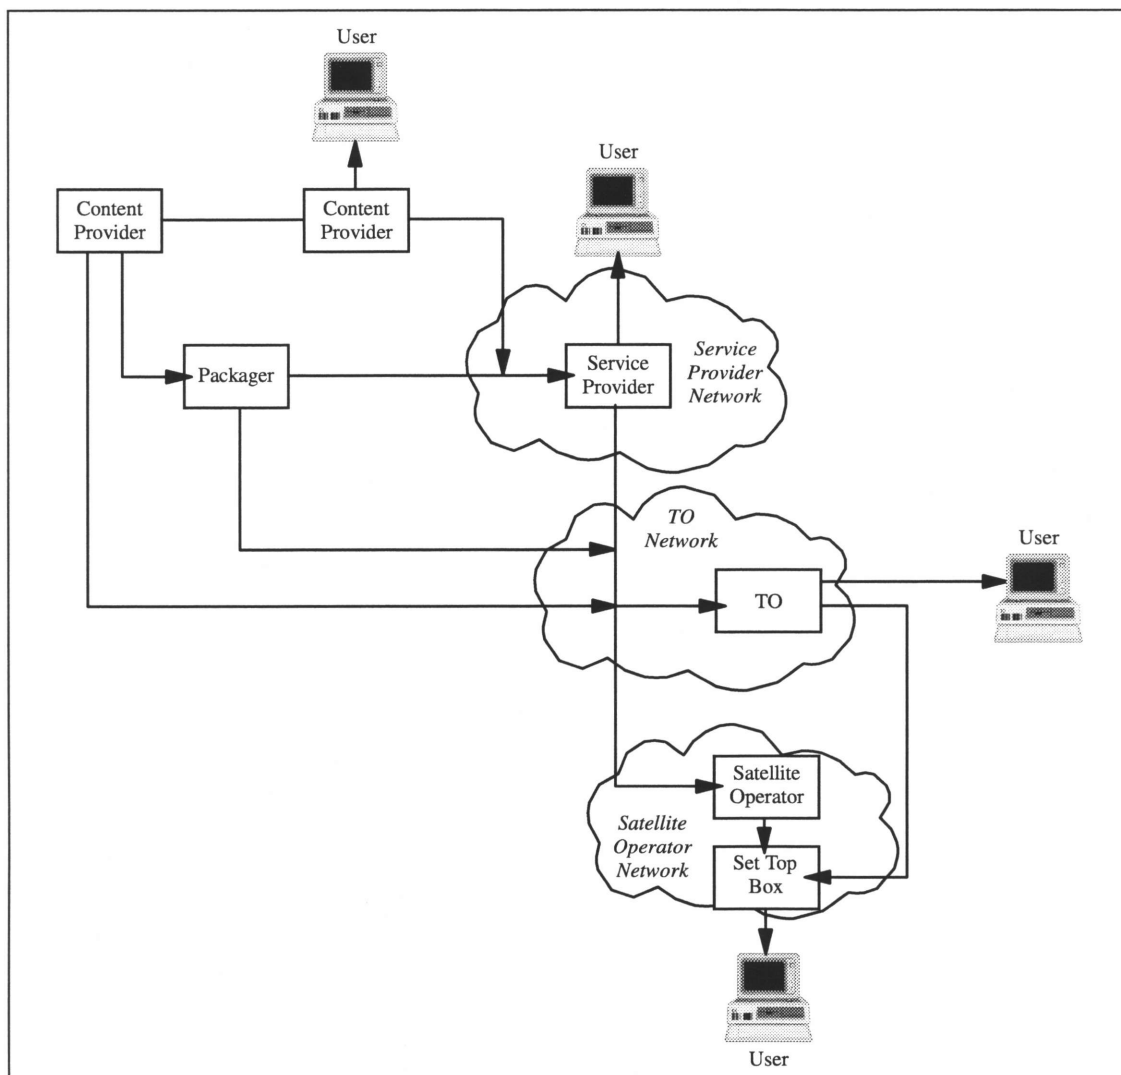 User
User
Content
Provider
Content
Provider
Packager
Service
Provider
Service
Provider
Network
TO
Network
TO
User
Satellite
Operator
Satellite
Operator
Network
Set Top
Box
User